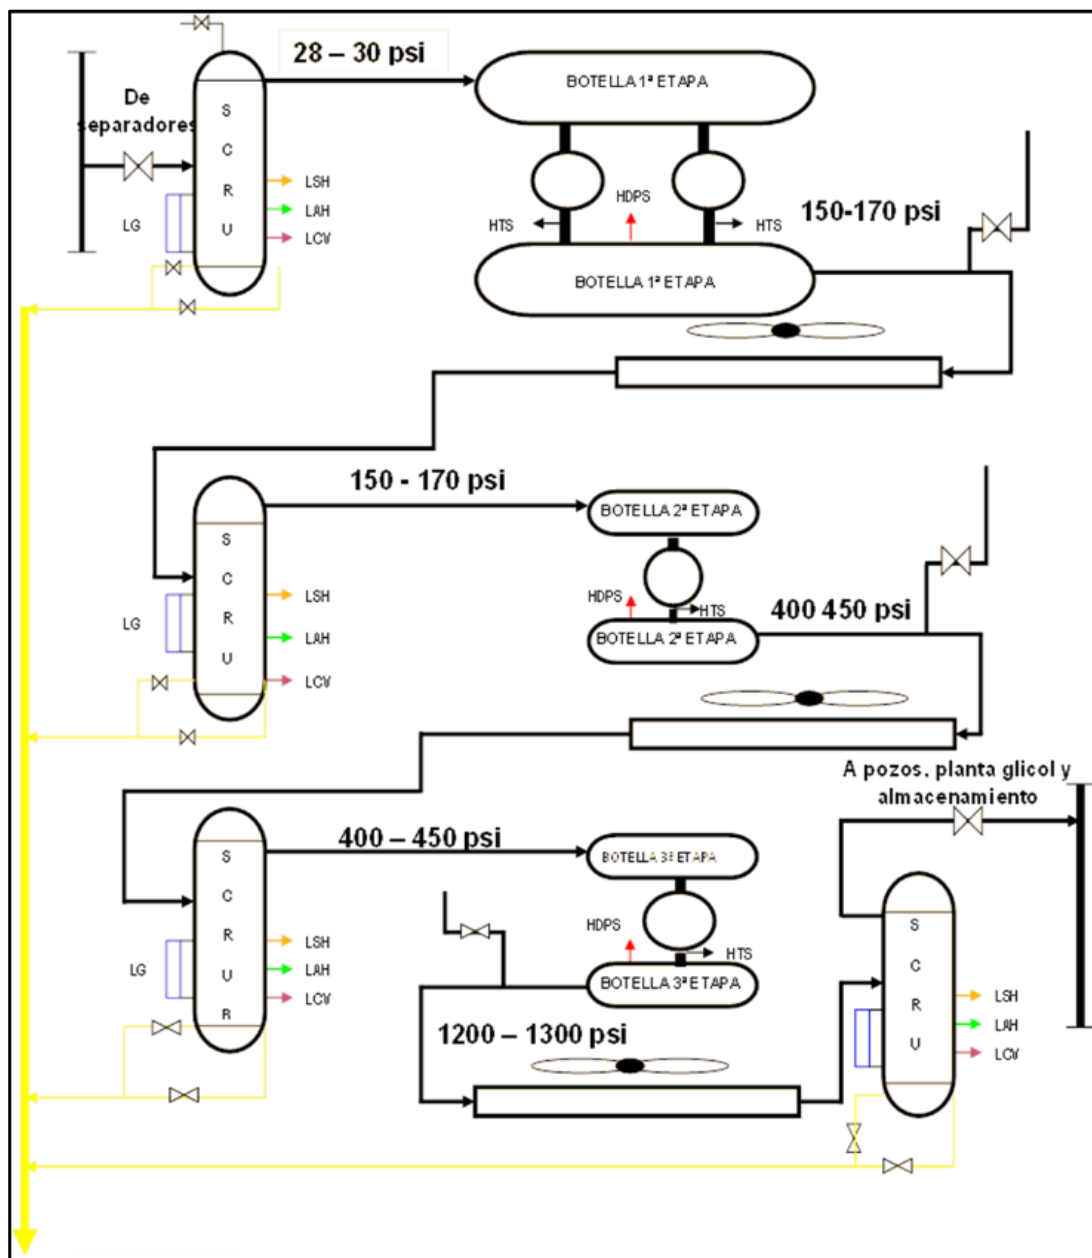 28 – 30 psi
De
separadores
S
C
R
U
LG
LSH
LAH
LCV
BOTELLA 1ª ETAPA
HTS
HDPS
HTS
BOTELLA 1ª ETAPA
150-170 psi
150 - 170 psi
S
C
R
U
LG
LSH
LAH
LCV
BOTELLA 2ª ETAPA
HDPS
HTS
BOTELLA 2ª ETAPA
400 450 psi
400 – 450 psi
S
C
R
U
B
LG
LSH
LAH
LCV
BOTELLA 3ª ETAPA
HDPS
HTS
BOTELLA 3ª ETAPA
1200 – 1300 psi
A pozos, planta glicol y
almacenamiento
S
C
R
U
LSH
LAH
LCV